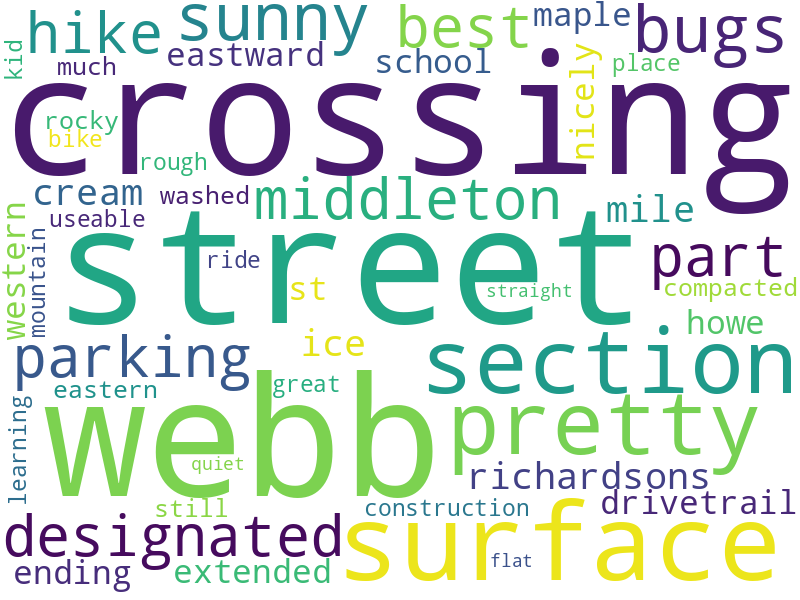 hike
sunny
best
maple
bugs
kid
much
eastward
school
nicely
place
crossing
rocky
bike
rough
cream
washed
middleton
mile
useable
western
mountain
street
ride
st
straight
part
compacted
howe
parking
ice
section
eastern
great
learning
webb
pretty
quiet
richardsons
still
construction
drivetrail
designated
surface
flat
ending
extended